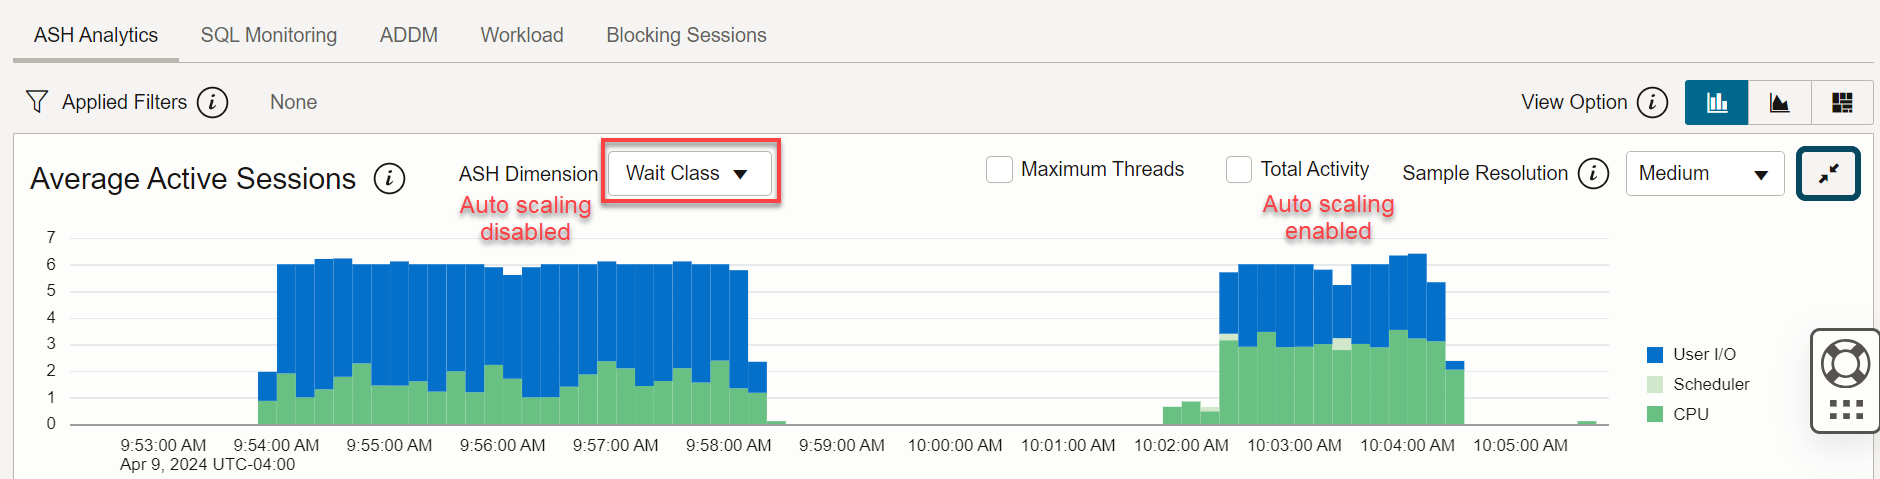 ASH Analytics SQL Monitoring ADDM Workload Blocking Sessions
Applied Filters i None View Option i
Average Active Sessions i ASH Dimension Wait Class Maximum Threads Total Activity Sample Resolution i Medium
Auto scaling disabled
Auto scaling enabled
7
6
5
4
3
2
1
0
User I/O
Scheduler
CPU
9:53:00 AM 9:54:00 AM 9:55:00 AM 9:56:00 AM 9:57:00 AM 9:58:00 AM 9:59:00 AM 10:00:00 AM 10:01:00 AM 10:02:00 AM 10:03:00 AM 10:04:00 AM 10:05:00 AM
Apr 9, 2024 UTC-04:00